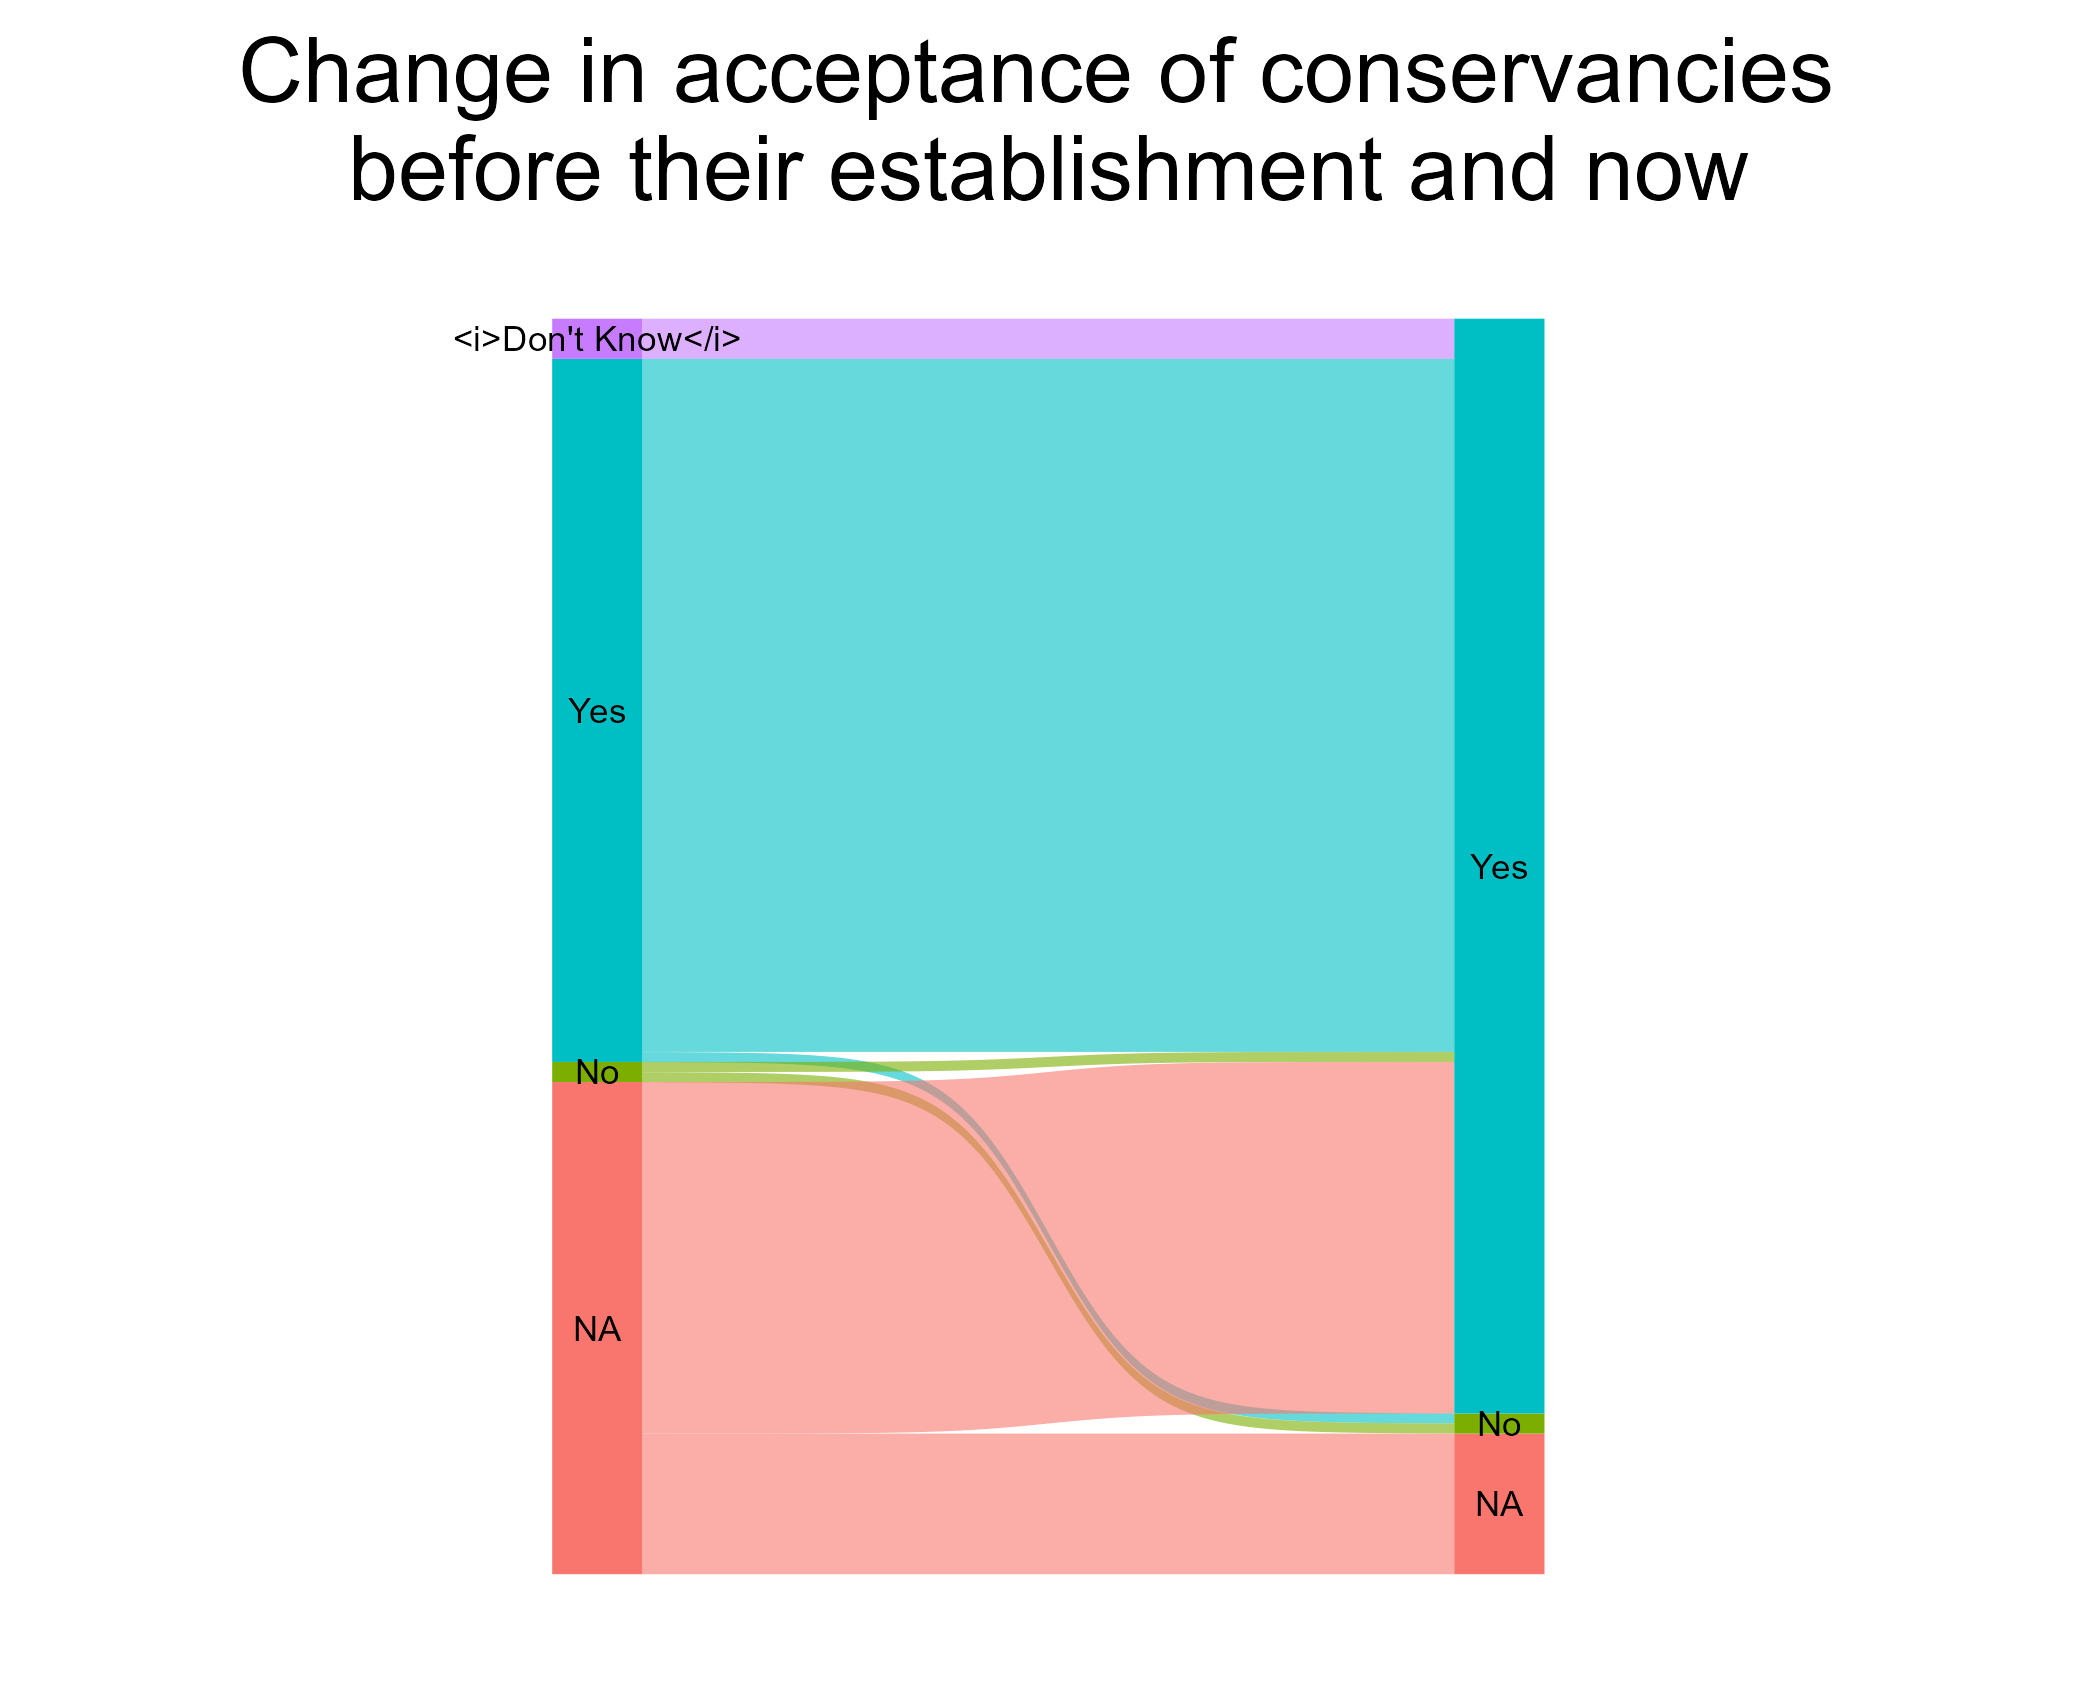 Change in acceptance of conservancies
before their establishment and now
<i>Don't Know</i>
Yes
No
NA
Yes
No
NA